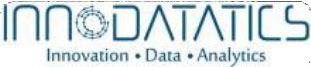 INNODATATICS
Innovation • Data • Analytics